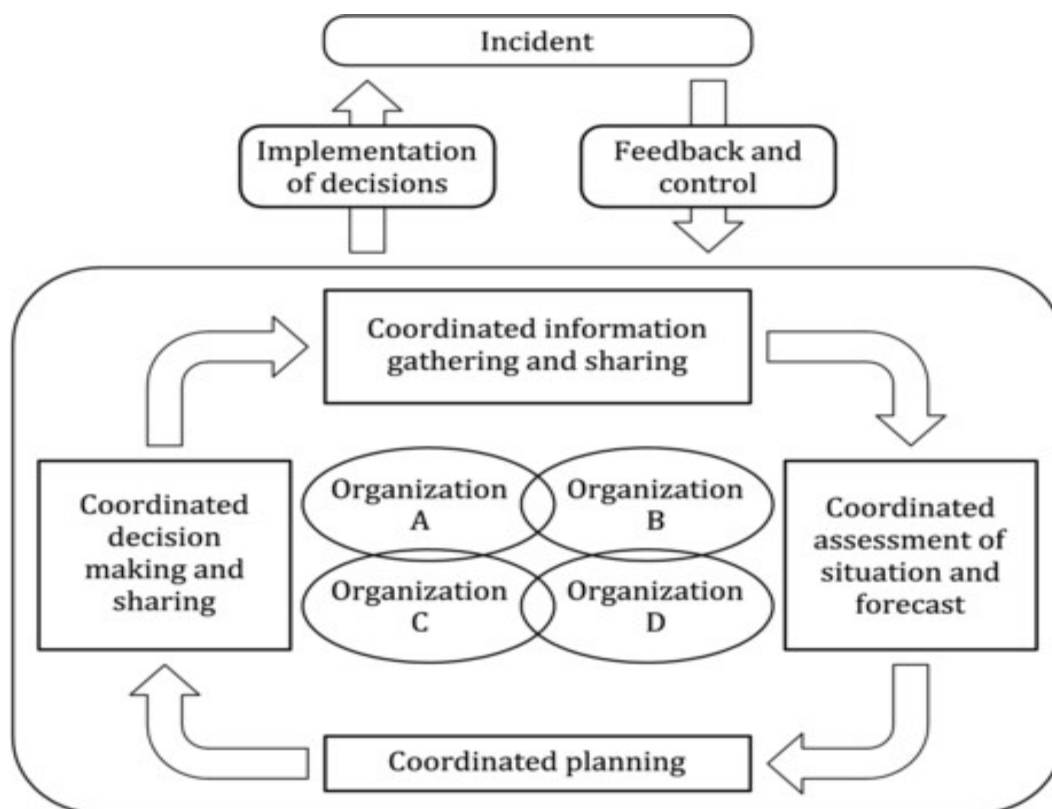 Incident
Implementation
of decisions
Feedback and
control
Coordinated information
gathering and sharing
Coordinated
decision
making and
sharing
Organization
A
Organization
B
Organization
C
Organization
D
Coordinated
assessment of
situation and
forecast
Coordinated planning